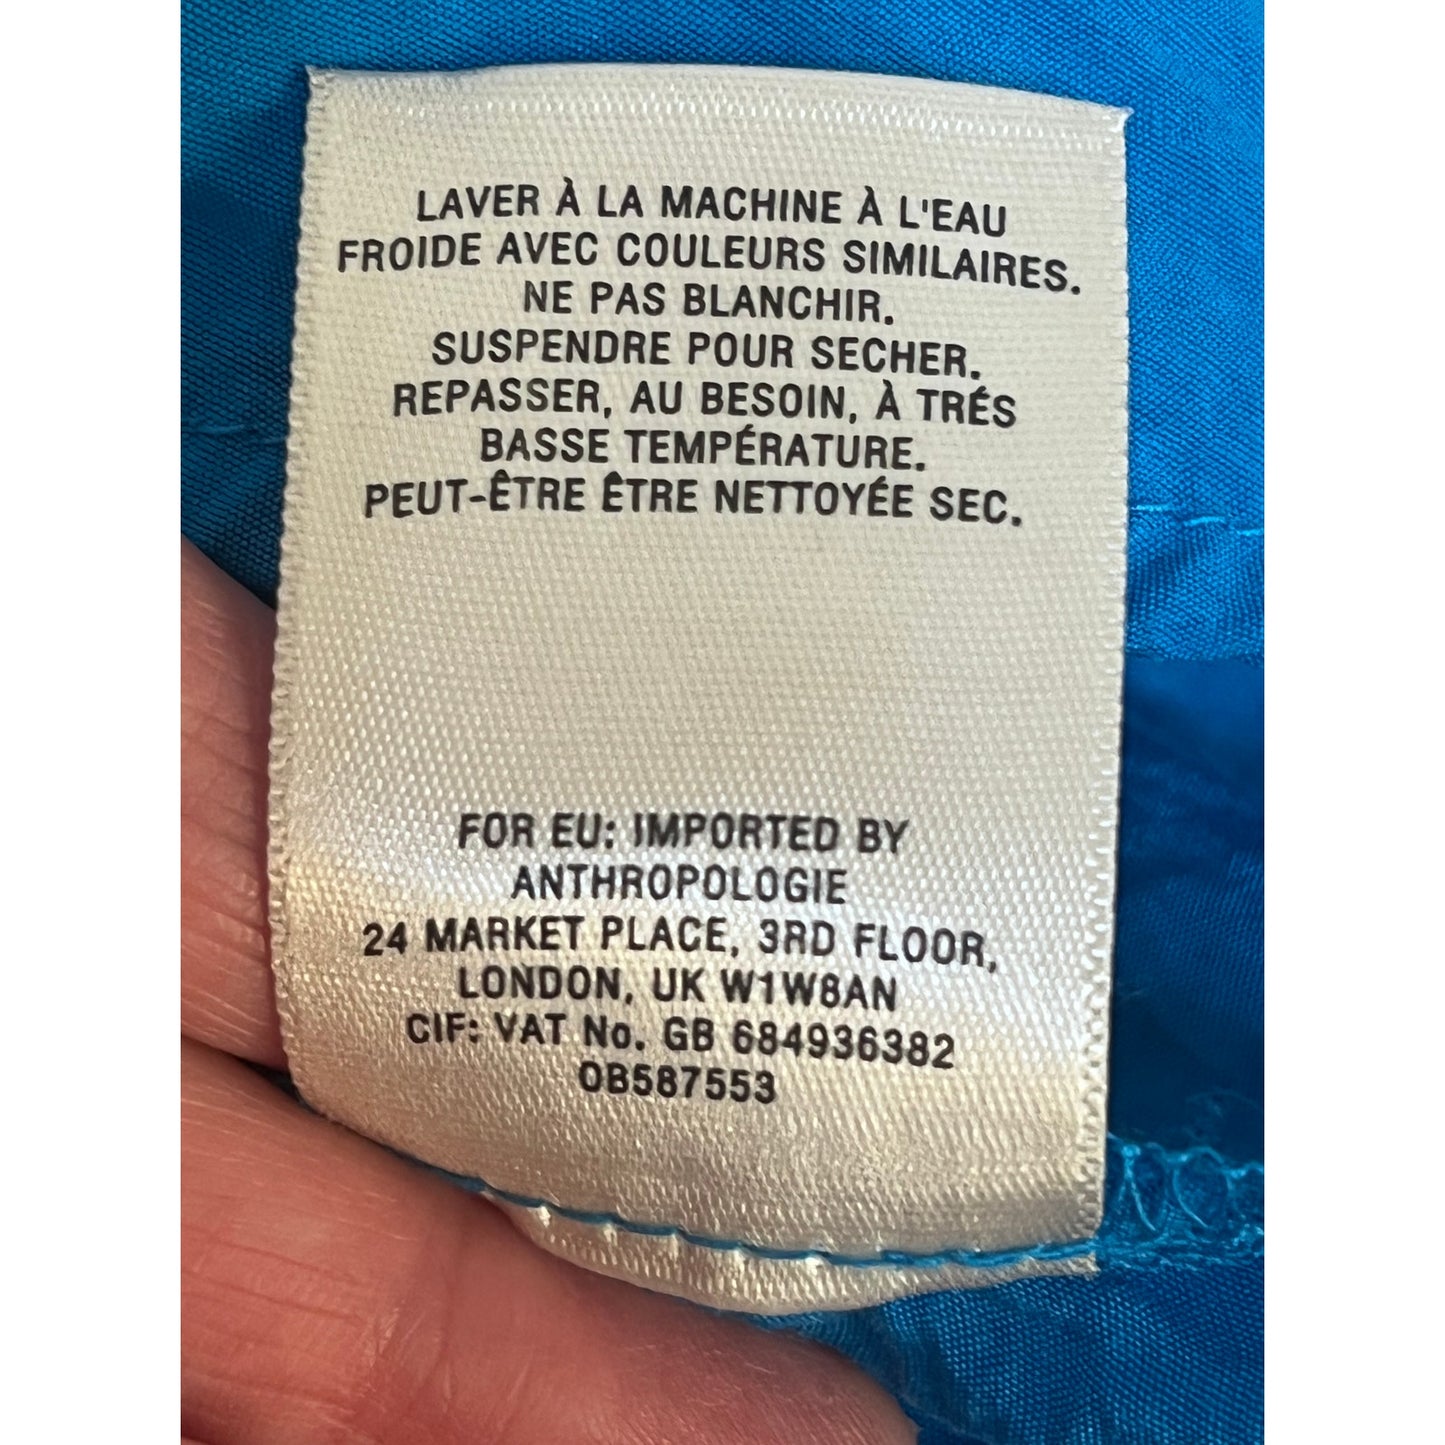 LAVER À LA MACHINE À L'EAU
FROIDE AVEC COULEURS SIMILAIRES.
NE PAS BLANCHIR.
SUSPENDRE POUR SECHER.
REPASSER, AU BESOIN, À TRÉS
BASSE TEMPÉRATURE.
PEUT-ÊTRE ÊTRE NETTOYÉE SEC.
FOR EU: IMPORTED BY
ANTHROPOLOGIE
24 MARKET PLACE, 3RD FLOOR,
LONDON, UK W1W8AN
CIF: VAT No. GB 684936382
OB587553